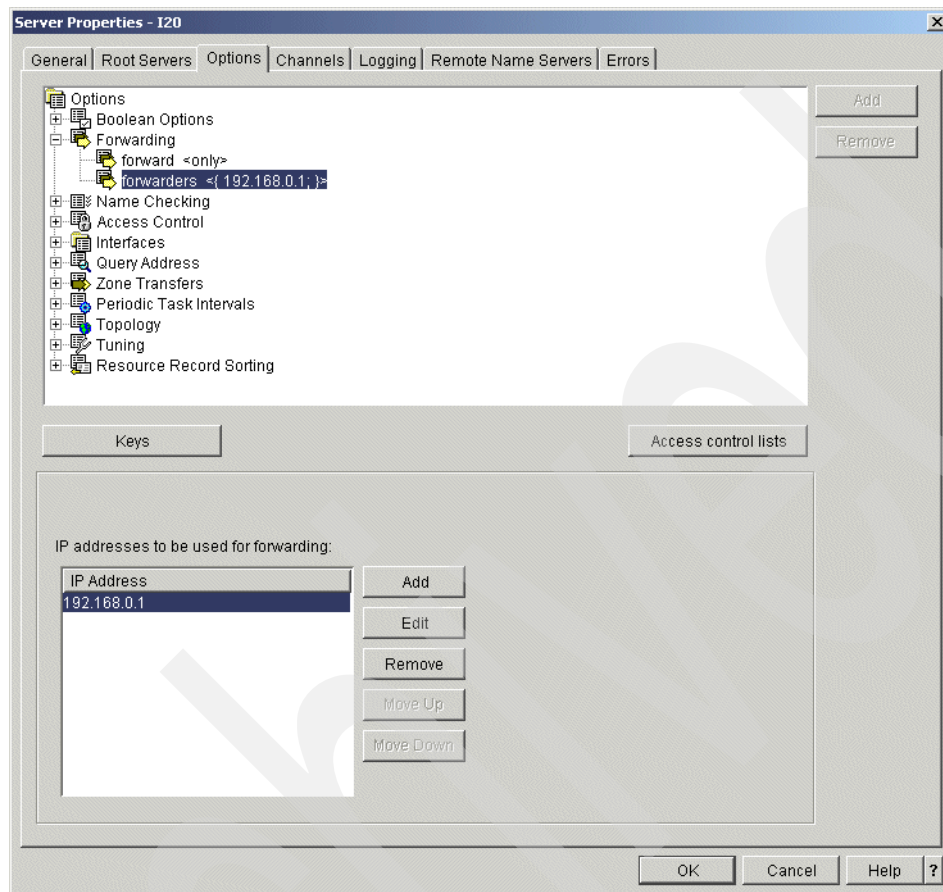 Server Properties - I20
General Root Servers Options Channels Logging Remote Name Servers Errors
Options
Boolean Options
Forwarding
forward <only>
forwarders <{ 192.168.0.1; }>
Name Checking
Access Control
Interfaces
Query Address
Zone Transfers
Periodic Task Intervals
Topology
Tuning
Resource Record Sorting
Add
Remove
Keys
Access control lists
IP addresses to be used for forwarding:
IP Address
192.168.0.1
Add
Edit
Remove
Move Up
Move Down
OK Cancel Help ?